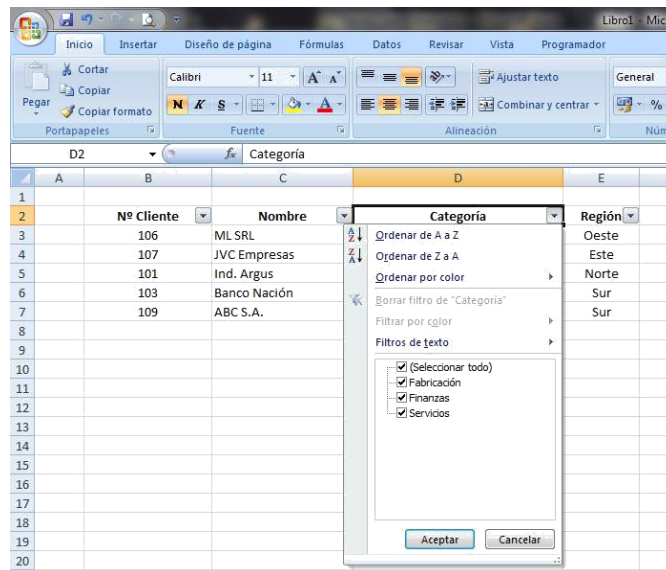 Libro1 - Mic
Inicio Insertar Diseño de página Fórmulas Datos Revisar Vista Programador
Pegar Cortar Calibri 11 A A Ajustar texto General
Copiar
Copiar formato N K S A Combinar y centrar %
Portapapeles Fuente Alineación Núm
D2 fx Categoría
A B C D E
1
2 Nº Cliente Nombre Categoría Región
3 106 ML SRL Oeste
4 107 JVC Empresas Este
5 101 Ind. Argus Norte
6 103 Banco Nación Sur
7 109 ABC S.A. Sur
8
9
10
11
12
13
14
15
16
17
18
19
20
Ordenar de A a Z
Ordenar de Z a A
Ordenar por color
Borrar filtro de "Categoría"
Filtrar por color
Filtros de texto
(Seleccionar todo)
Fabricación
Finanzas
Servicios
Aceptar Cancelar